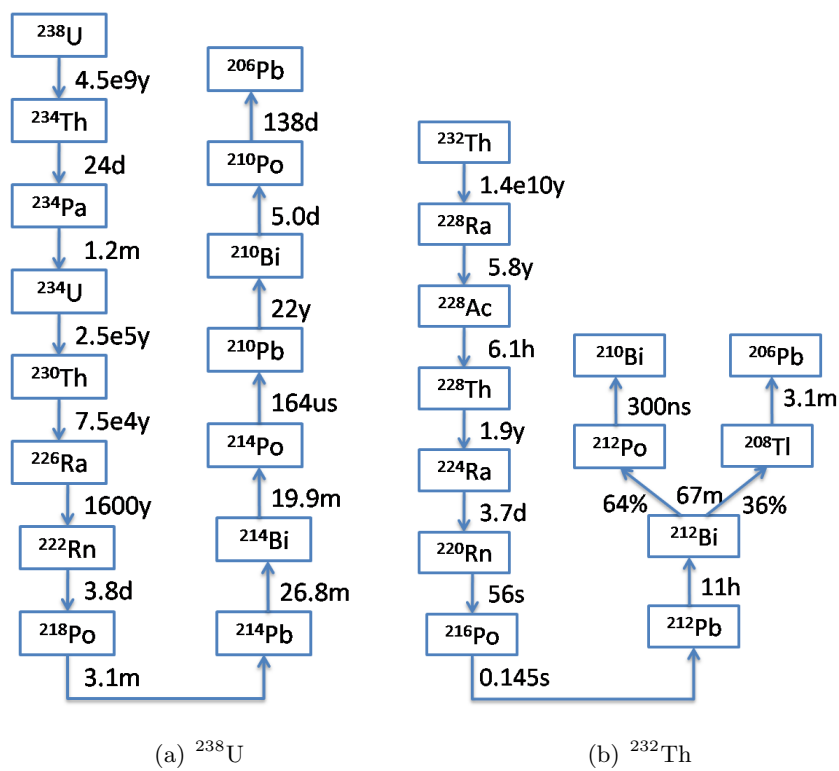 ²³⁸U
4.5e9y
²³⁴Th
24d
²³⁴Pa
1.2m
²³⁴U
2.5e5y
²³⁰Th
7.5e4y
²²⁶Ra
1600y
²²²Rn
3.8d
²¹⁸Po
3.1m
²¹⁴Pb
26.8m
²¹⁴Bi
19.9m
²¹⁴Po
164us
²¹⁰Pb
22y
²¹⁰Bi
5.0d
²¹⁰Po
138d
²⁰⁶Pb
(a) ²³⁸U
²³²Th
1.4e10y
²²⁸Ra
5.8y
²²⁸Ac
6.1h
²²⁸Th
1.9y
²²⁴Ra
3.7d
²²⁰Rn
56s
²¹⁶Po
0.145s
²¹²Pb
11h
²¹²Bi
64% 67m 36%
²¹²Po
300ns
²¹⁰Bi
²⁰⁸Tl
3.1m
²⁰⁶Pb
(b) ²³²Th